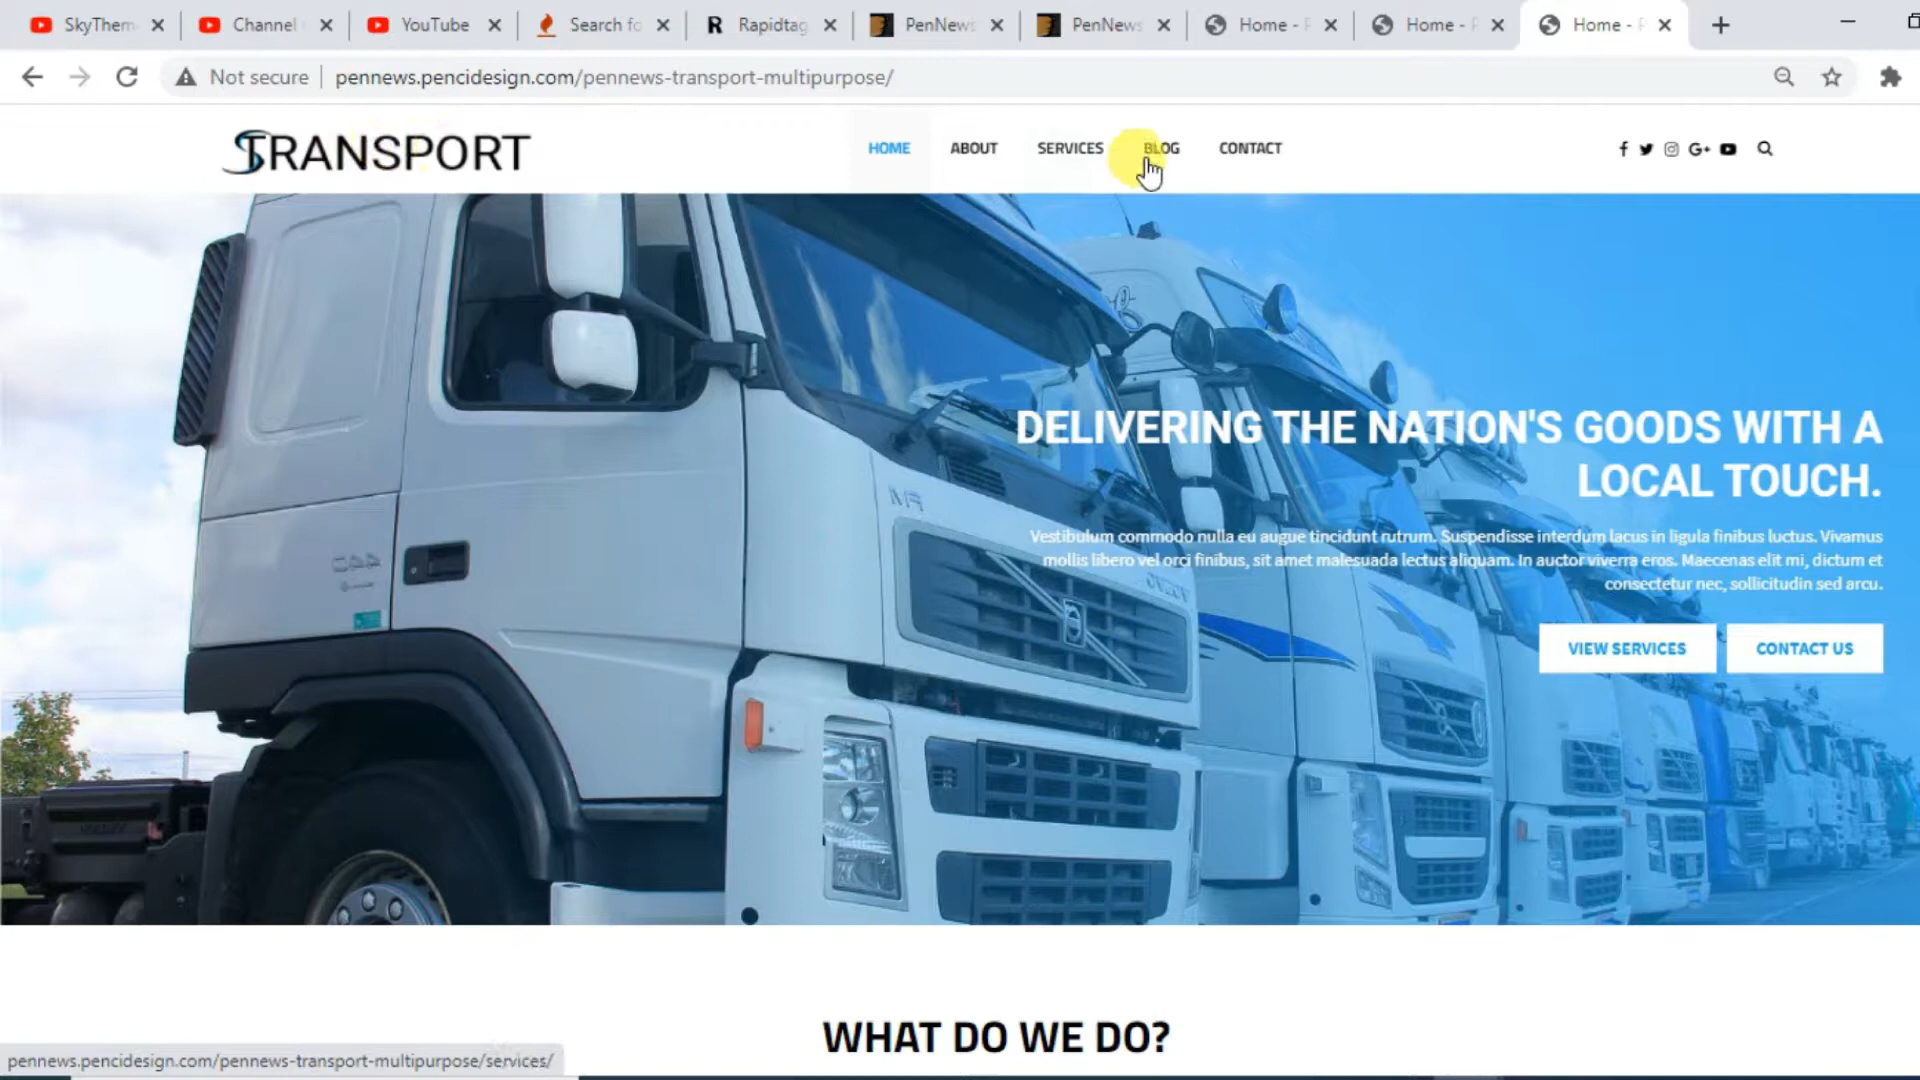 SkyThem
Channel
YouTube
Search fo
Rapidtag
PenNews
PenNews
Home -
Home -
Home -
Not secure
pennews.pencidesign.com/pennews-transport-multipurpose/
TRANSPORT
HOME
ABOUT
SERVICES
BLOG
CONTACT
G+
FM
DELIVERING THE NATION'S GOODS WITH A
LOCAL TOUCH.
Vestibulum commodo nulla eu augue tincidunt rutrum. Suspendisse interdum lacus in ligula finibus luctus. Vivamus
mollis libero vel orci finibus, sit amet malesuada lectus aliquam. In auctor viverra eros. Maecenas elit mi, dictum et
consectetur nec, sollicitudin sed arcu.
VIEW SERVICES
CONTACT US
WHAT DO WE DO?
pennews.pencidesign.com/pennews-transport-multipurpose/services/